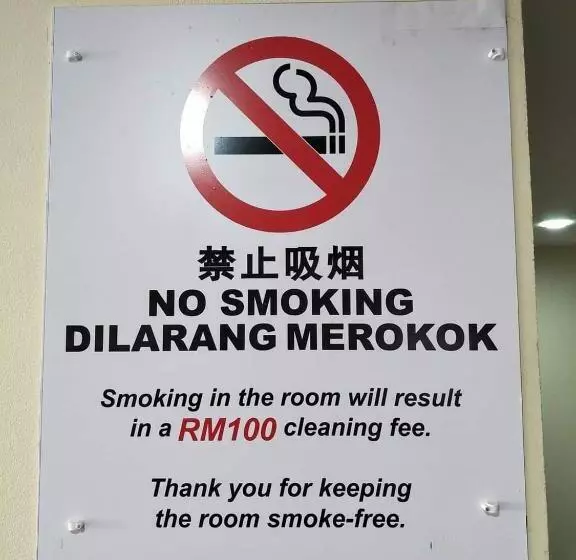 禁止吸烟
NO SMOKING
DILARANG MEROKOK
Smoking in the room will result
in a RM100 cleaning fee.
Thank you for keeping
the room smoke-free.